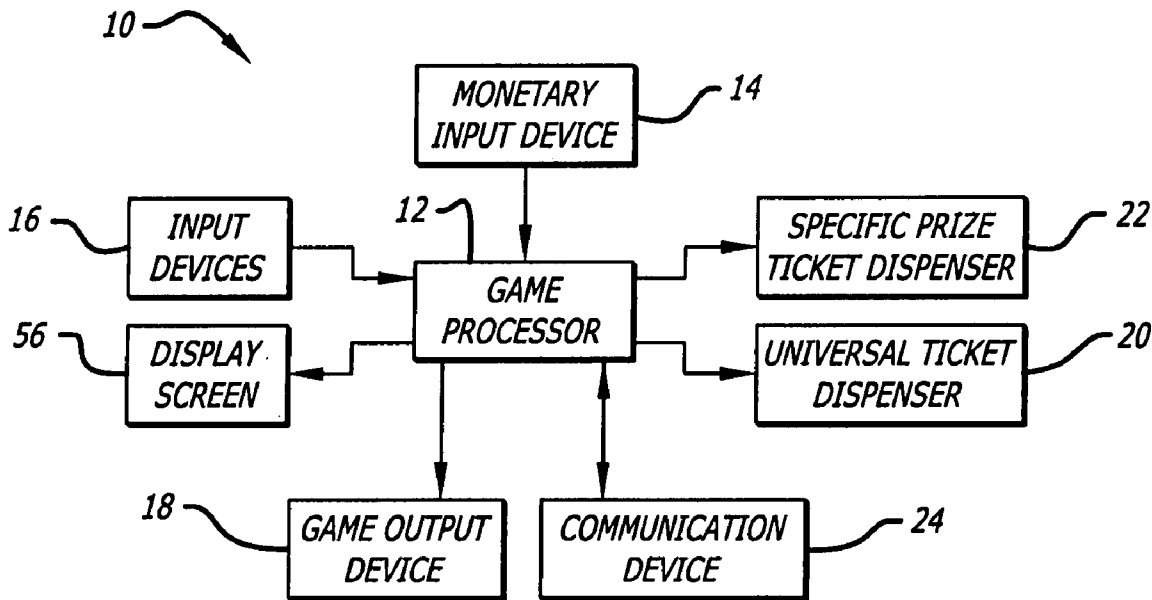 10
MONETARY
INPUT DEVICE
14
16
INPUT
DEVICES
12
GAME
PROCESSOR
SPECIFIC PRIZE
TICKET DISPENSER
22
56
DISPLAY
SCREEN
UNIVERSAL TICKET
DISPENSER
20
18
GAME OUTPUT
DEVICE
COMMUNICATION
DEVICE
24